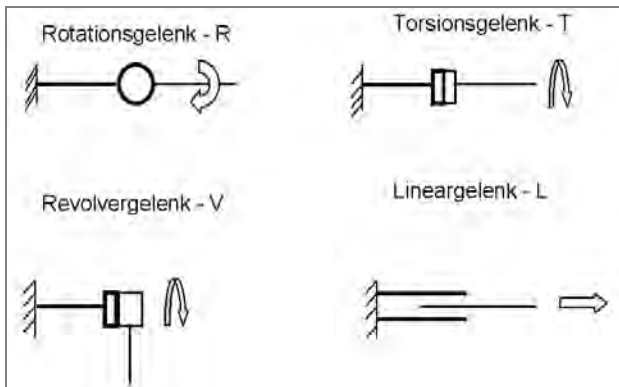 Rotationsgelenk - R
Torsionsgelenk - T
Revolvergelenk - V
Lineargelenk - L